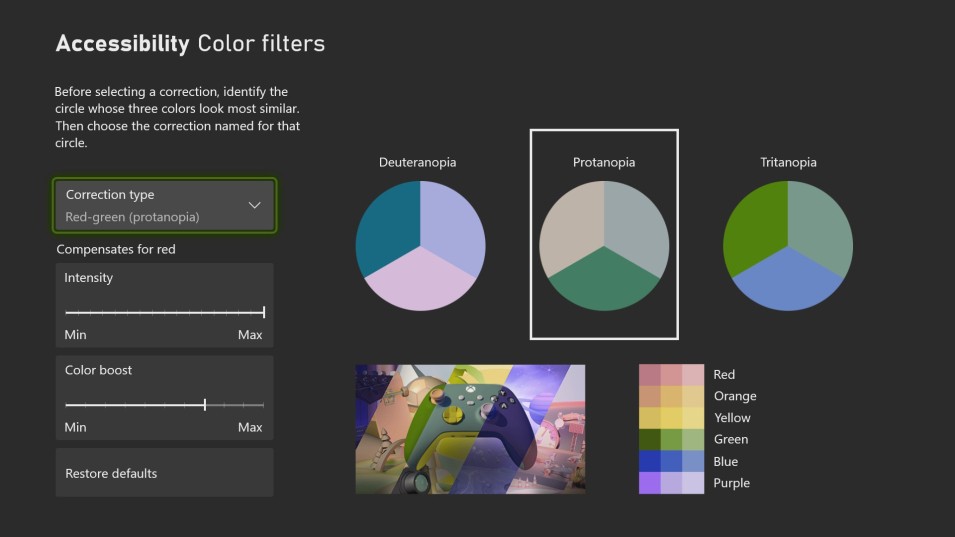 Accessibility Color filters
Before selecting a correction, identify the
circle whose three colors look most similar.
Then choose the correction named for that
circle.
Correction type
Red-green (protanopia)
Compensates for red
Intensity
Min Max
Color boost
Min Max
Restore defaults
Deuteranopia
Protanopia
Tritanopia
Red
Orange
Yellow
Green
Blue
Purple